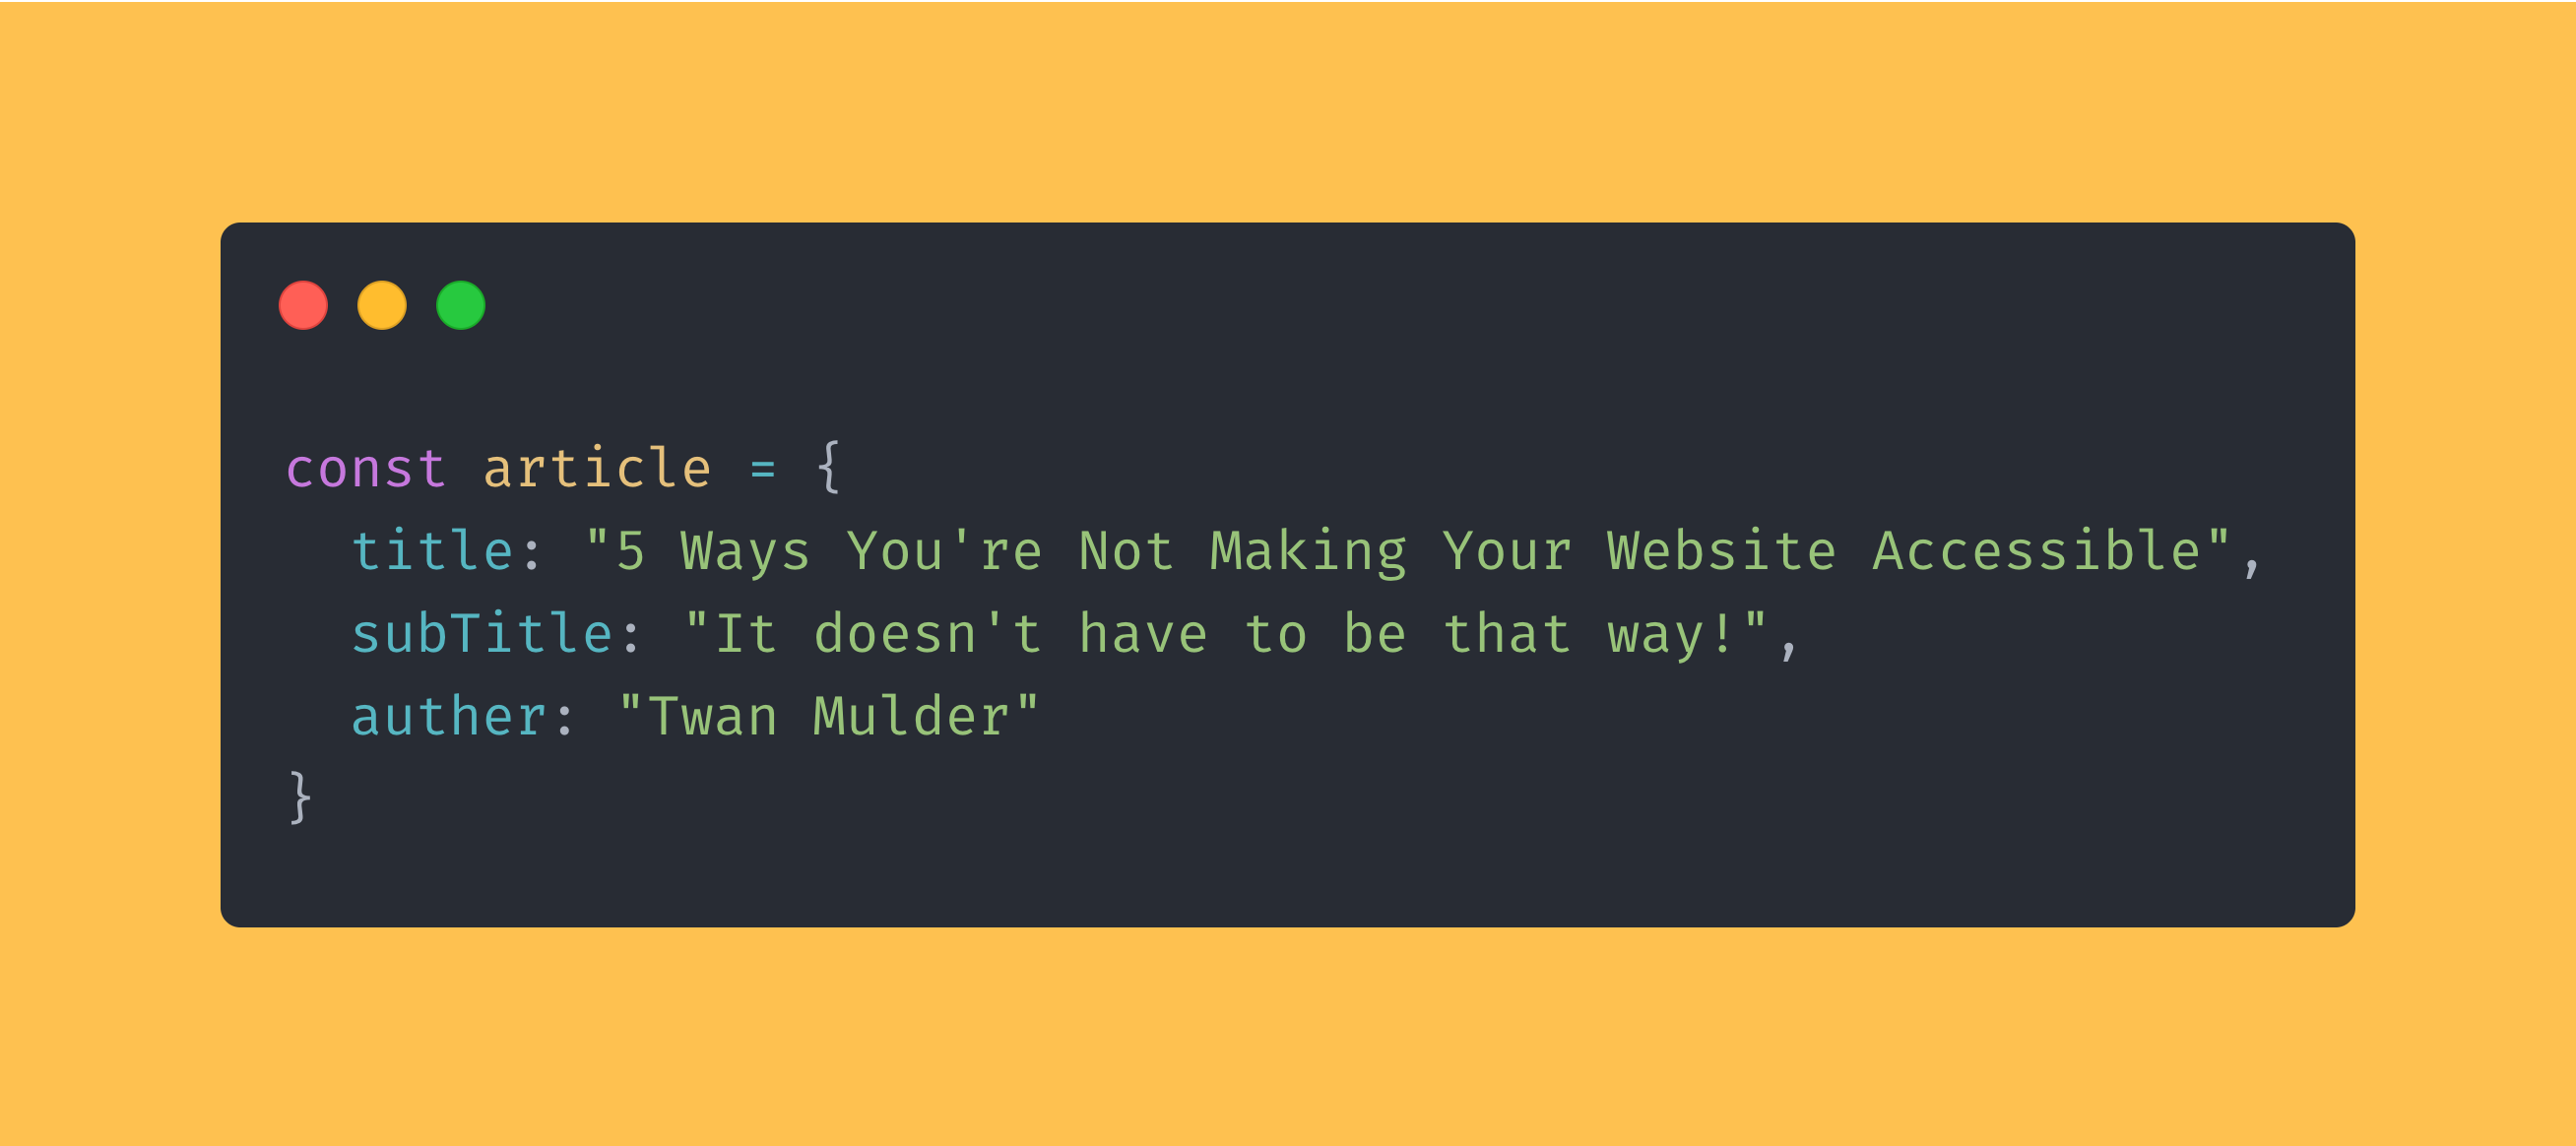 const article = {
  title: "5 Ways You're Not Making Your Website Accessible",
  subTitle: "It doesn't have to be that way!",
  auther: "Twan Mulder"
}